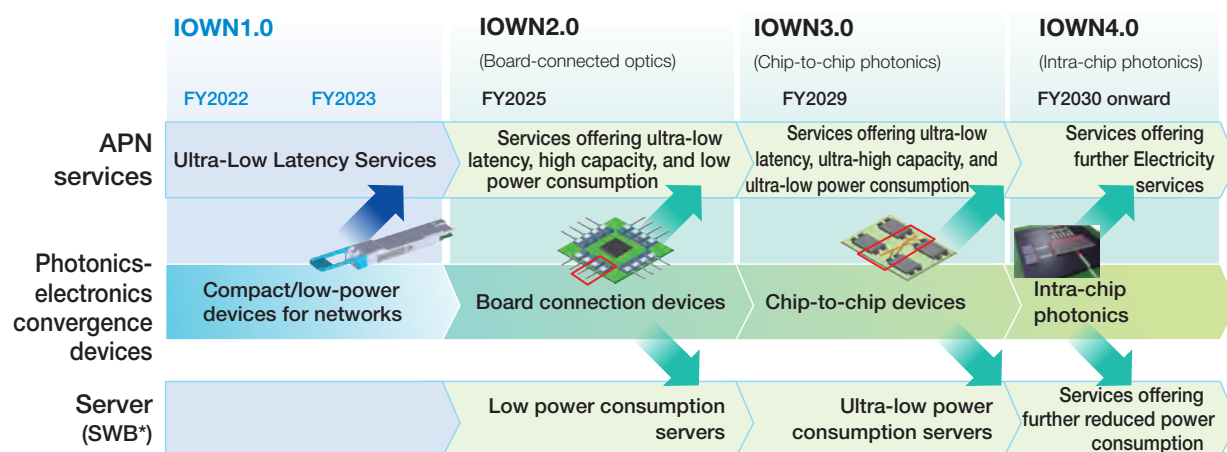 IOWN1.0
IOWN2.0
IOWN3.0
IOWN4.0
(Board-connected optics)
(Chip-to-chip photonics)
(Intra-chip photonics)
FY2022
FY2023
FY2025
FY2029
FY2030 onward
APN
services
Ultra-Low Latency Services
Services offering ultra-low
latency, high capacity, and low
power consumption
Services offering ultra-low
latency, ultra-high capacity, and
ultra-low power consumption
Services offering
further Electricity
services
Photonics-
electronics
convergence
devices
Compact/low-power
devices for networks
Board connection devices
Chip-to-chip devices
Intra-chip
photonics
Server
(SWB*)
Low power consumption
servers
Ultra-low power
consumption servers
Services offering
further reduced power
consumption